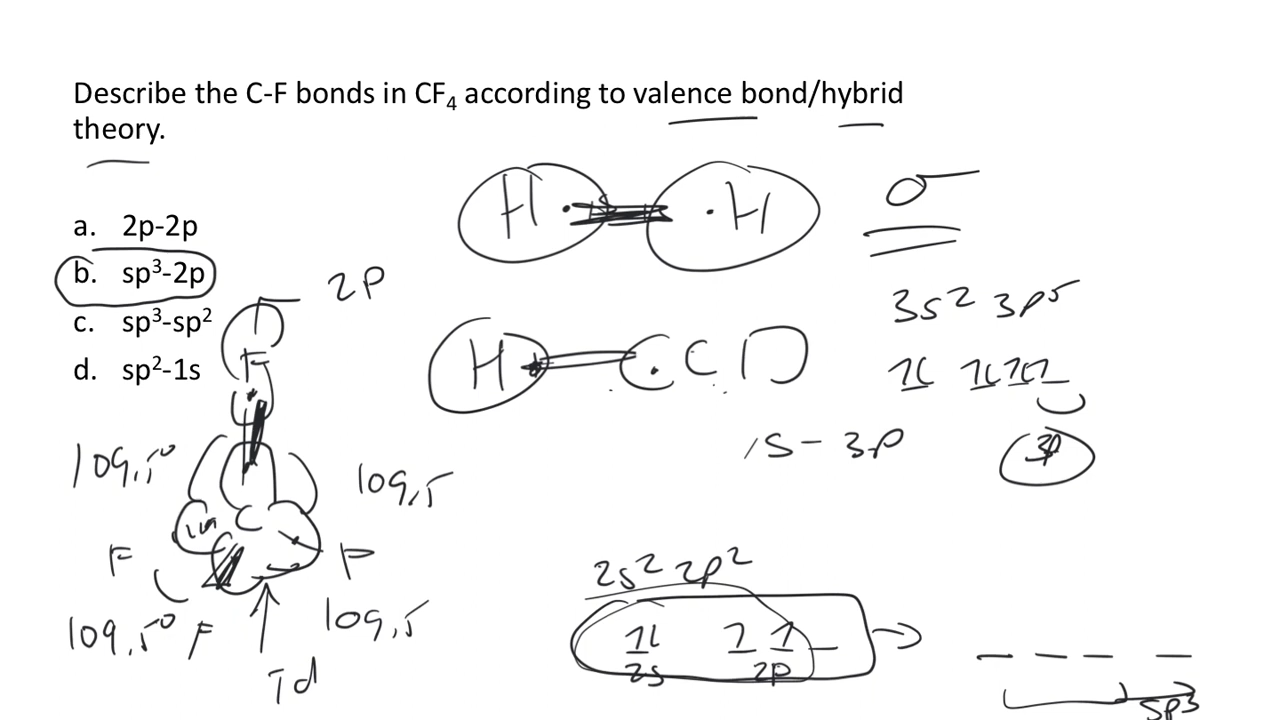 Describe the C-F bonds in CF₄ according to valence bond/hybrid
theory.
a. 2p-2p
b. sp³-2p
c. sp³-sp²
d. sp²-1s
H · · H
σ
2P
F
3s² 3p⁵
H · · Cl
1s - 3p
3p
109,5°
109,5
C
F
F
109,5°
F
109,5
Td
2s² 2p²
2s 2p
sp3